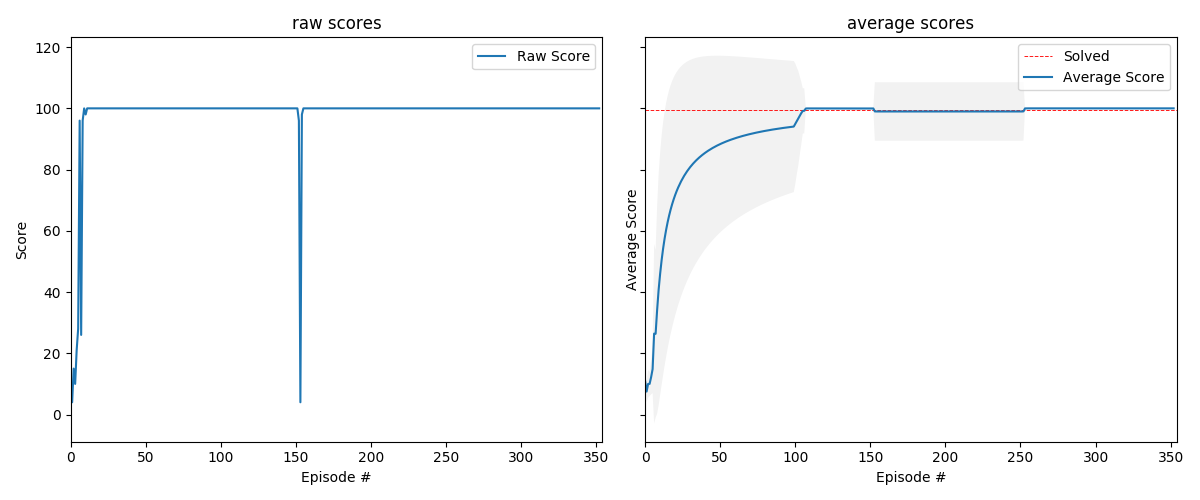 raw scores
Raw Score
Score
120
100
80
60
40
20
0
0 50 100 150 200 250 300 350
Episode #
average scores
Solved
Average Score
Average Score
0 50 100 150 200 250 300 350
Episode #